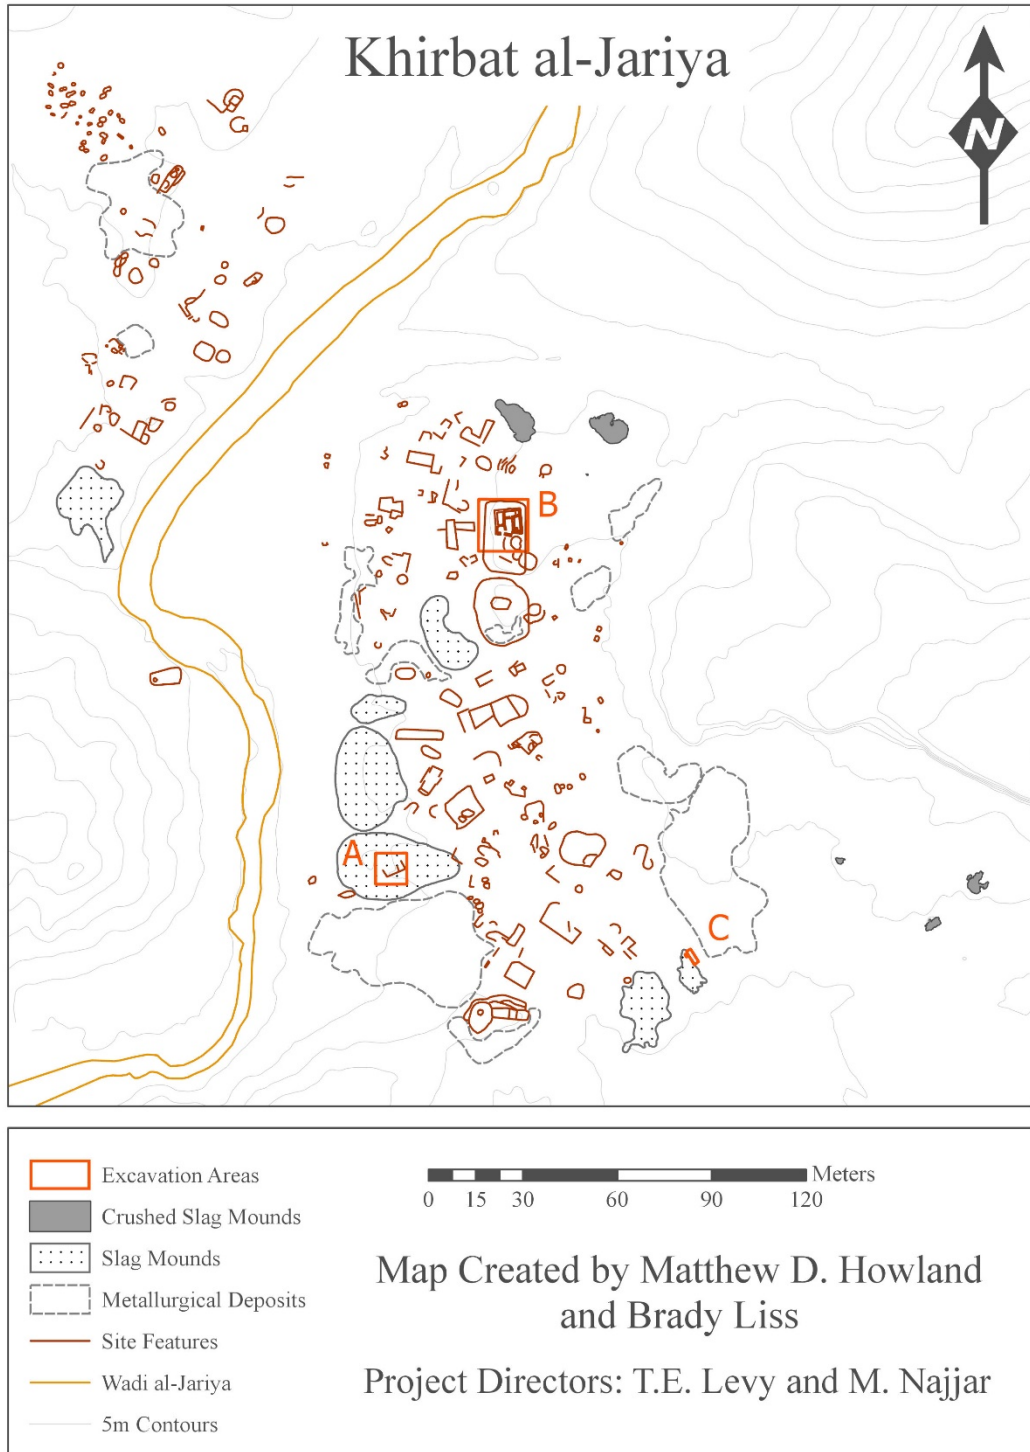 Khirbat al-Jariya
N
B
A
C
Excavation Areas
Crushed Slag Mounds
Slag Mounds
Metallurgical Deposits
Site Features
Wadi al-Jariya
5m Contours
Meters
0 15 30 60 90 120
Map Created by Matthew D. Howland
and Brady Liss
Project Directors: T.E. Levy and M. Najjar